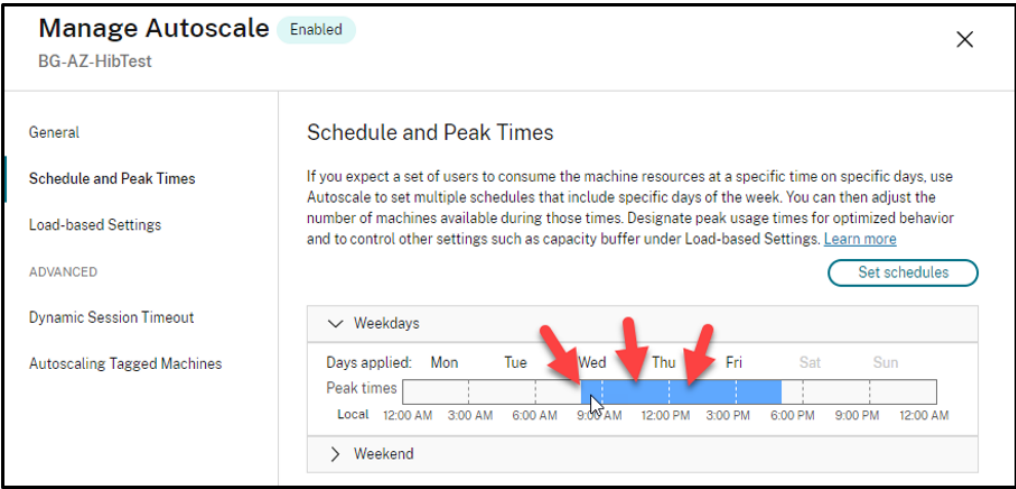 Manage Autoscale Enabled
BG-AZ-HibTest
General
Schedule and Peak Times
Load-based Settings
ADVANCED
Dynamic Session Timeout
Autoscaling Tagged Machines
Schedule and Peak Times
If you expect a set of users to consume the machine resources at a specific time on specific days, use
Autoscale to set multiple schedules that include specific days of the week. You can then adjust the
number of machines available during those times. Designate peak usage times for optimized behavior
and to control other settings such as capacity buffer under Load-based Settings. Learn more
Set schedules
Weekdays
Days applied: Mon Tue Wed Thu Fri Sat Sun
Peak times
Local 12:00 AM 3:00 AM 6:00 AM 9:00 AM 12:00 PM 3:00 PM 6:00 PM 9:00 PM 12:00 AM
Weekend